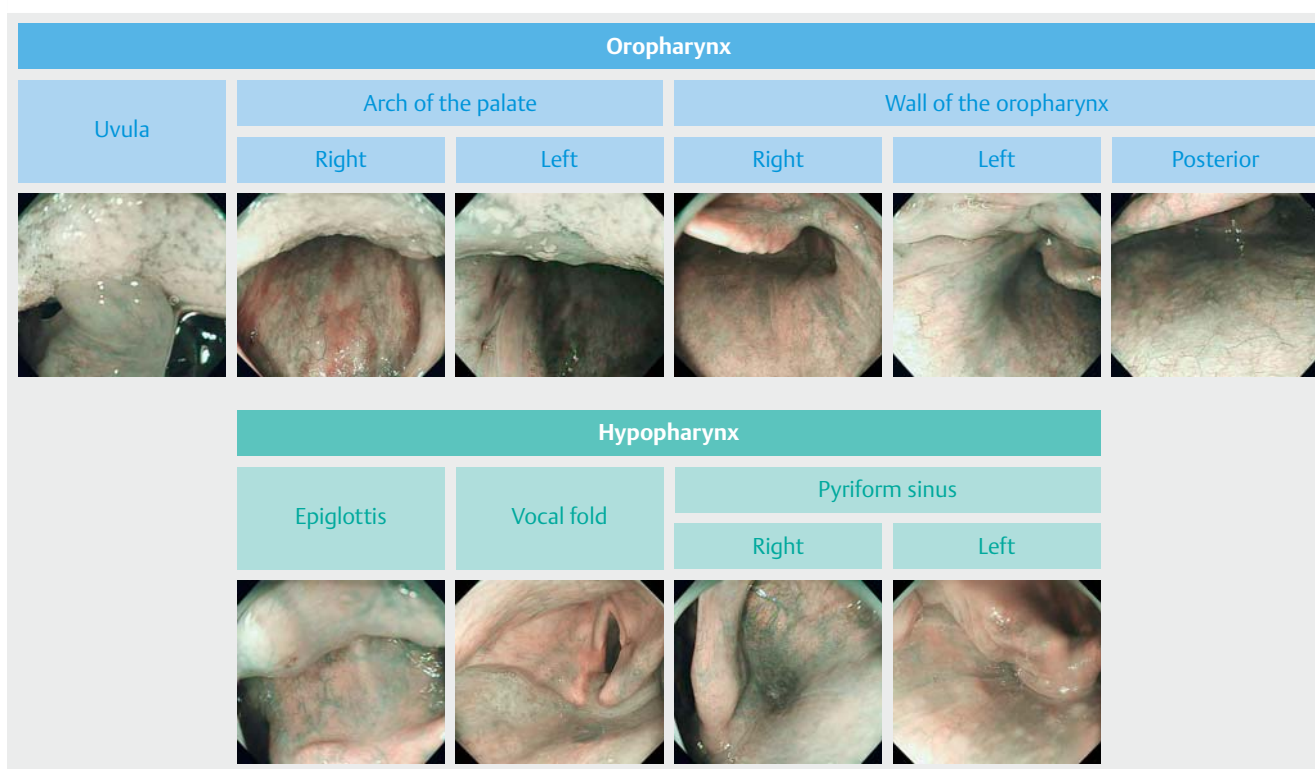 Oropharynx
Uvula
Arch of the palate
Wall of the oropharynx
Right
Left
Right
Left
Posterior
Hypopharynx
Epiglottis
Vocal fold
Pyriform sinus
Right
Left